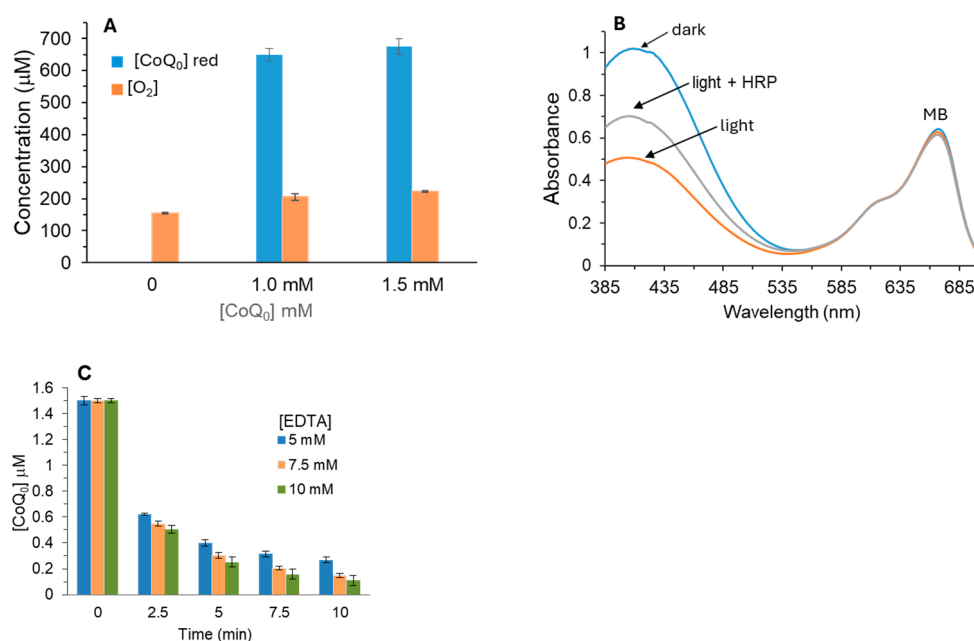 A
[CoQ₀] red
[O₂]
Concentration (µM)
800
700
600
500
400
300
200
100
0
0 1.0 mM 1.5 mM
[CoQ₀] mM
B
dark
light + HRP
light
MB
Absorbance
1
0.8
0.6
0.4
0.2
0
385 435 485 535 585 635 685
Wavelength (nm)
C
[EDTA]
5 mM
7.5 mM
10 mM
[CoQ₀] µM
1.6
1.4
1.2
1
0.8
0.6
0.4
0.2
0
0 2.5 5 7.5 10
Time (min)